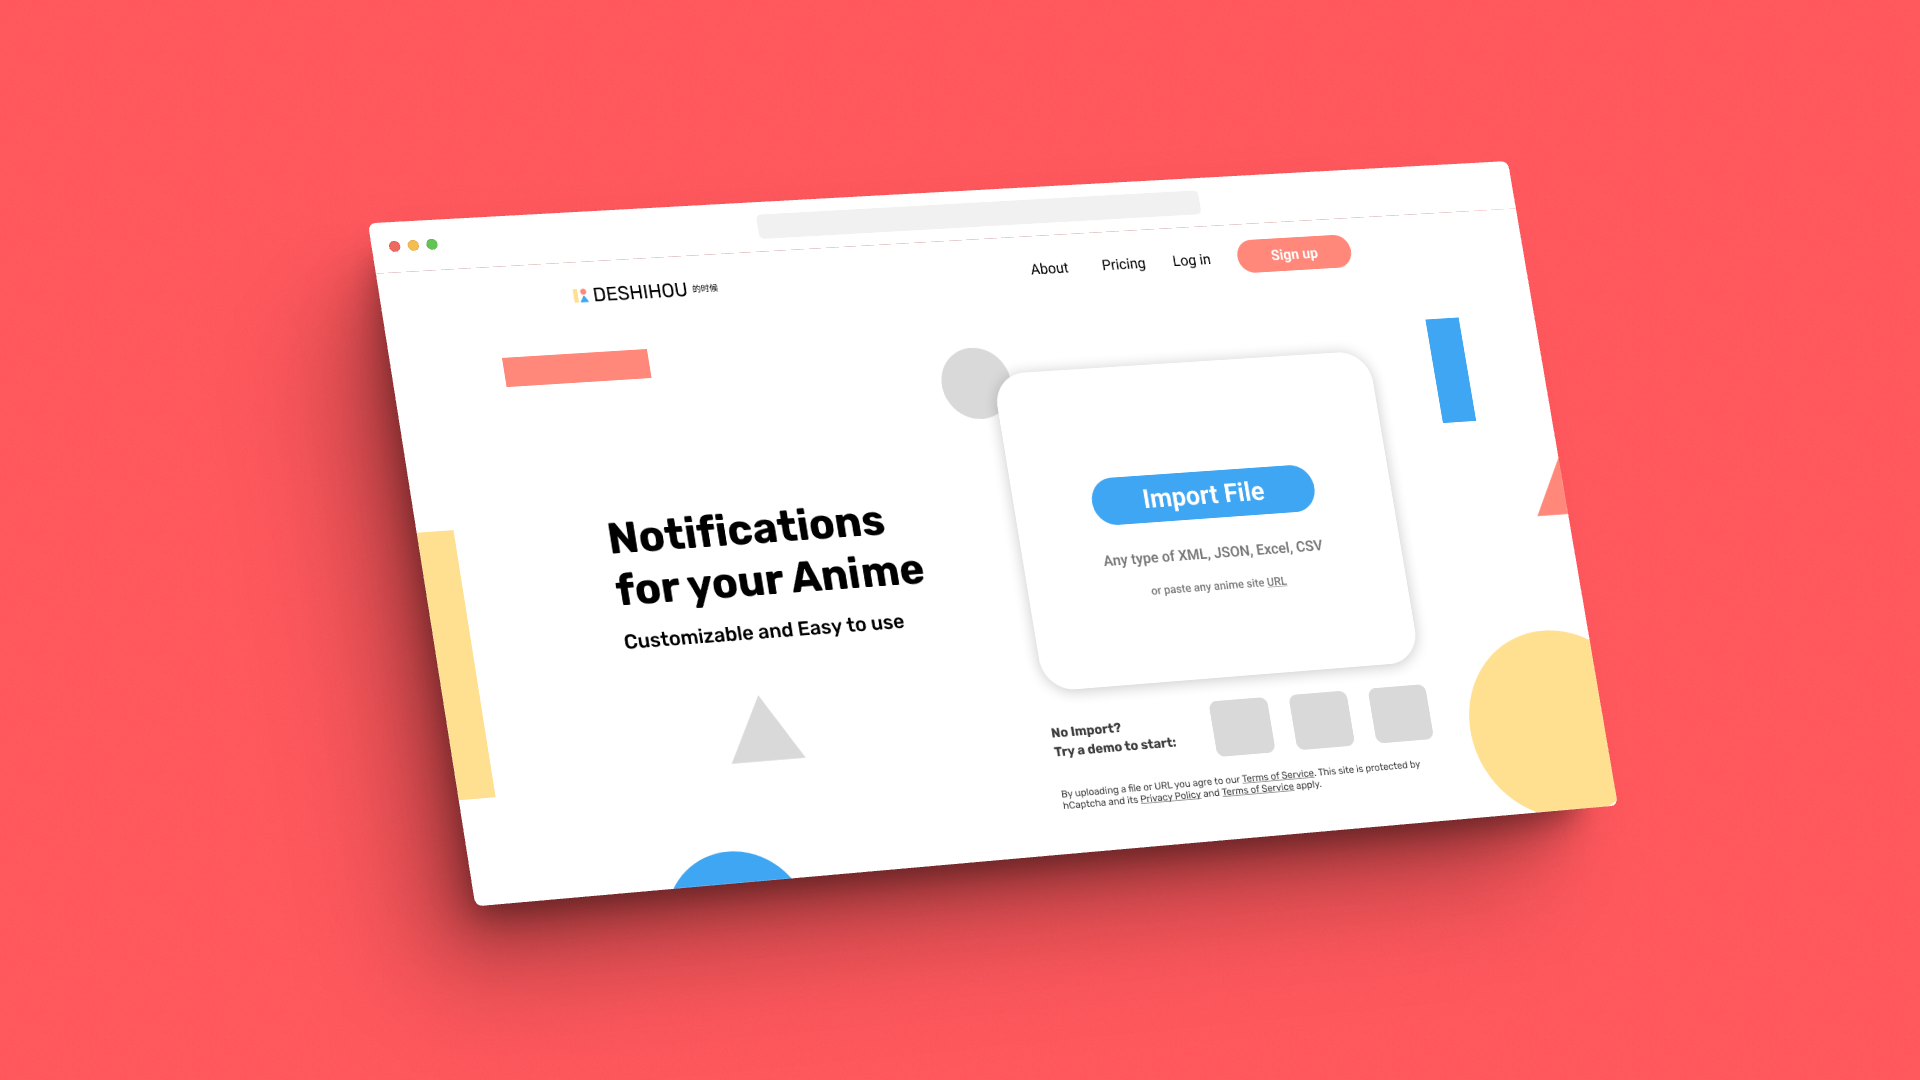 DESHIHOU 的时候
About Pricing Log in Sign up
Notifications
for your Anime
Customizable and Easy to use
Import File
Any type of XML, JSON, Excel, CSV
or paste any anime site URL
No Import?
Try a demo to start:
By uploading a file or URL you agre to our Terms of Service. This site is protected by
hCaptcha and its Privacy Policy and Terms of Service apply.